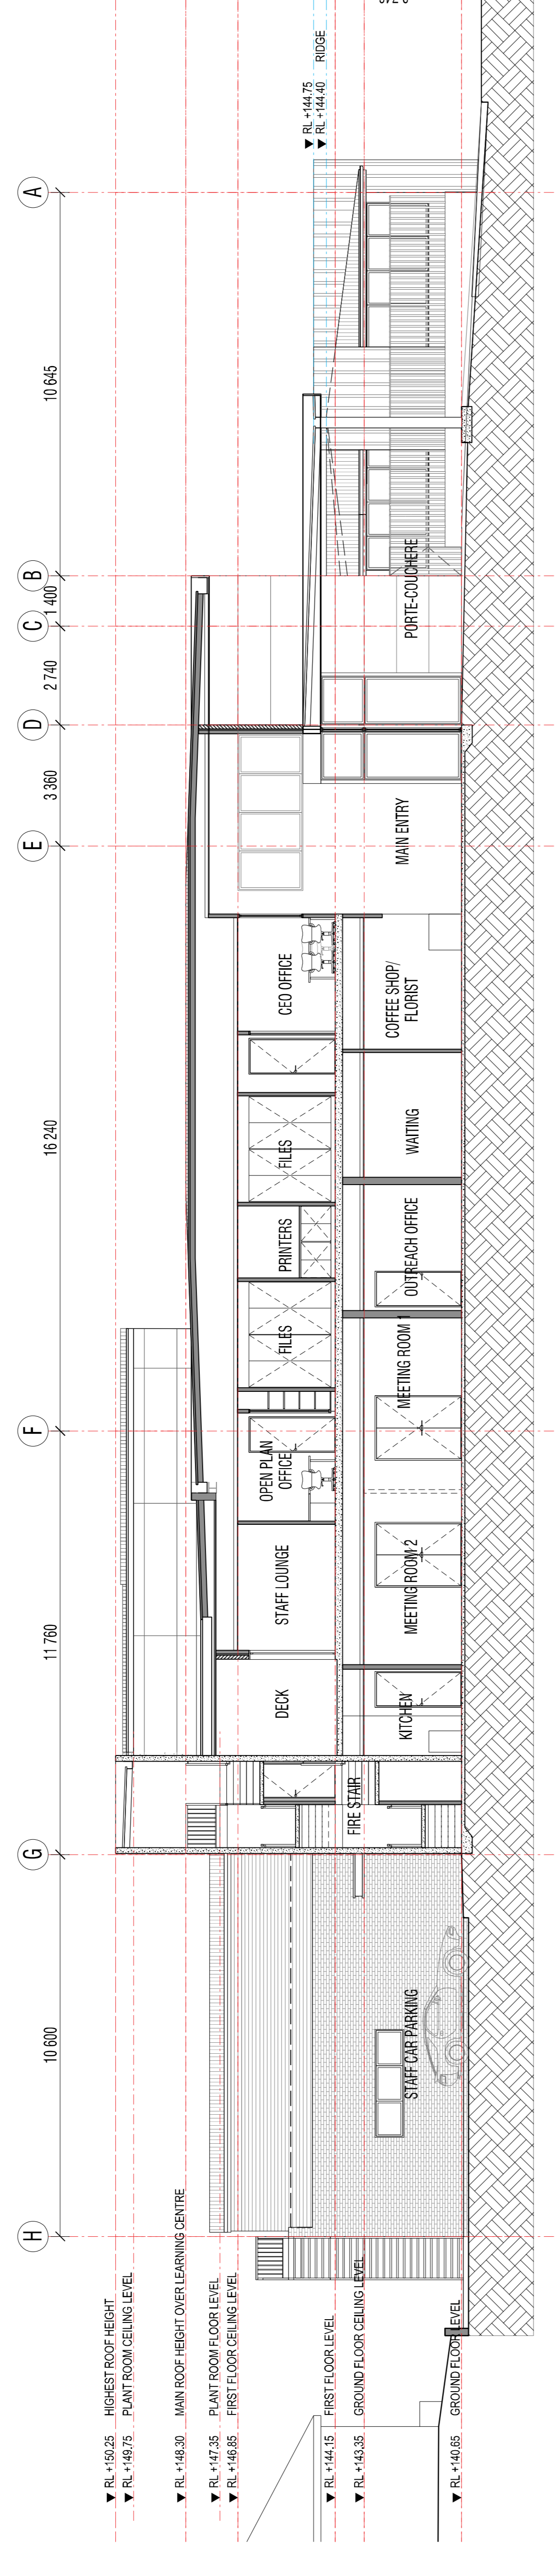 RL +150.25 HIGHEST ROOF HEIGHT
RL +149.75 PLANT ROOM CEILING LEVEL
RL +148.30 MAIN ROOF HEIGHT OVER LEARNING CENTRE
RL +147.35 PLANT ROOM FLOOR LEVEL
RL +146.85 FIRST FLOOR CEILING LEVEL
RL +144.15 FIRST FLOOR LEVEL
RL +143.35 GROUND FLOOR CEILING LEVEL
RL +140.65 GROUND FLOOR LEVEL
H
10 600
G
11 760
F
16 240
E
3 360
D
2 740
C
1 400
B
10 645
A
RL +144.75
RL +144.40 RIDGE
STAFF CAR PARKING
FIRE STAIR
DECK
STAFF LOUNGE
OPEN PLAN
OFFICE
FILES
PRINTERS
FILES
CEO OFFICE
KITCHEN
MEETING ROOM 2
MEETING ROOM 1
OUTREACH OFFICE
WAITING
COFFEE SHOP/
FLORIST
MAIN ENTRY
PORTE-COUCHERE